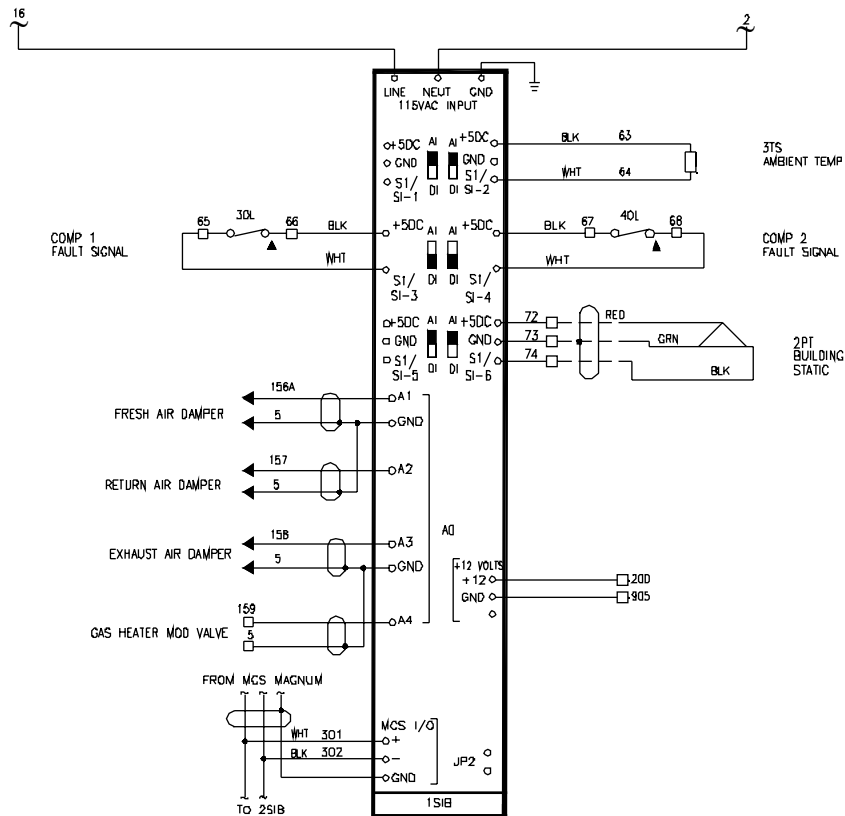 16
2
LINE NEUT GND
115VAC INPUT
+5DC AI AI +5DC
GND GND
S1/ S1/
SI-1 DI DI SI-2
BLK 63
WHT 64
3TS
AMBIENT TEMP
COMP 1
FAULT SIGNAL
65 3DL 66 BLK
WHT
+5DC AI AI +5DC
S1/ DI DI S1/
SI-3 SI-4
BLK 67 4DL 68
WHT
COMP 2
FAULT SIGNAL
+5DC AI AI +5DC
GND GND
S1/ S1/
SI-5 DI DI SI-6
72 RED
73 GRN
74 BLK
2PT
BUILDING
STATIC
FRESH AIR DAMPER
156A
5
A1
GND
RETURN AIR DAMPER
157
5
A2
EXHAUST AIR DAMPER
158
5
A3
GND
AO
+12 VOLTS
+12 200
GND 905
GAS HEATER MOD VALVE
159
5
A4
FROM MCS MAGNUM
MCS I/O
WHT 301 +
BLK 302 -
GND
JP2
TO 2SIB
1SIB